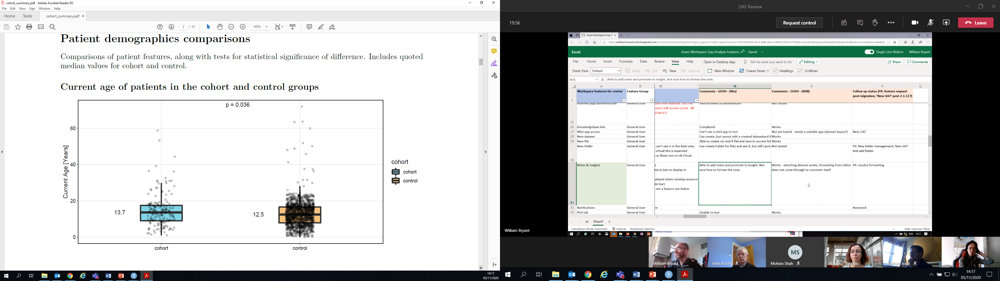 cohort_summary.pdf - Adobe Acrobat Reader DC
File Edit View Sign Window Help
Home Tools cohort_summary.pdf ×
2 / 13 195%
Patient demographics comparisons
Comparisons of patient features, along with tests for statistical significance of difference. Includes quoted
median values for cohort and control.
Current age of patients in the cohort and control groups
p = 0.036
Current Age [Years]
60
40
20
0
13.7
12.5
cohort
control
cohort
cohort
control
14:17
05/11/2020
UAT Review
19:56
Request control
Leave
Azure Workspace Gap A
Excel
Azure Workspace Gap Analysis Features - Saved
Single Line Ribbon William Bryant
File Home Insert Formulas Data Review View Help Open in Desktop App Tell me what you want to do Editing Share Comments
Sheet View Default Keep Exit New Options New Window Freeze Panes Headings Gridlines
N31 fx Able to add notes and promote to insight. Not sure how to format the note.
A B M N O P Q
Workspace features for review Feature Group Comments - GOSH - (Mo) Comments - GOSH - (Will) Follow up status (FR: feature request
post-migration, 'New UAT' post-2.1.11?)
1
Internet/app authentication General User users will federate into the SMS recieved to authenticate Not tested
users will receive a text. All
GOSH ICT
25
26 Knowledgebase link General User Completed Works
27 Mini-app access General User Can't see a mini app to test Not yet tested - needs a suitable app (dataset issues?) New UAT
28 New dataset General User Can create, but cannot edit a created datasetand tl Works
29 New file General User Able to create csv and R fiel and save in current fol Works
New folder General User can't see it in the blob view. Can create Folder for files and see it, but still canno Not tested FR: New folder management; New UAT
virtual this is expected test add folder
as Blods not on UK Cloud
30
Notes & insights General User s Able to add notes and promote to insight. Not Works - attaching dataset works, formatting from editor FR: resolve formatting
tes is lost on display in sure how to format the note. does not come through to comment itself
played when viewing resource
de bar)
not a feature see below
31
32 Notifications General User re - Removed
33 Plot tab General User Unable to test Works
Sheet1
Calculation Mode: Automatic Internal Workbook Statistics Help Improve Office
ENG 14:17
William Bryant
William Bryant
John Booth
MS
Mohsin Shah
Natassa Spiridou
Richard Issitt
14:17
05/11/2020